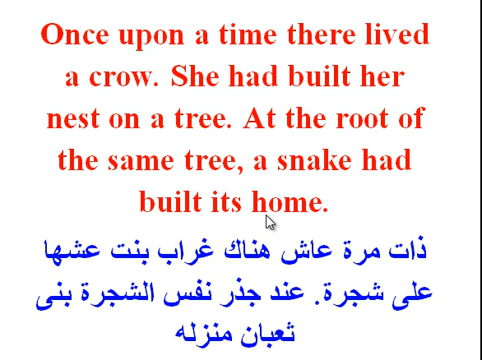 Once upon a time there lived
a crow. She had built her
nest on a tree. At the root of
the same tree, a snake had
built its home.
ذات مرة عاش هناك غراب بنت عشها
على شجرة. عند جذر نفس الشجرة بنى
ثعبان منزله